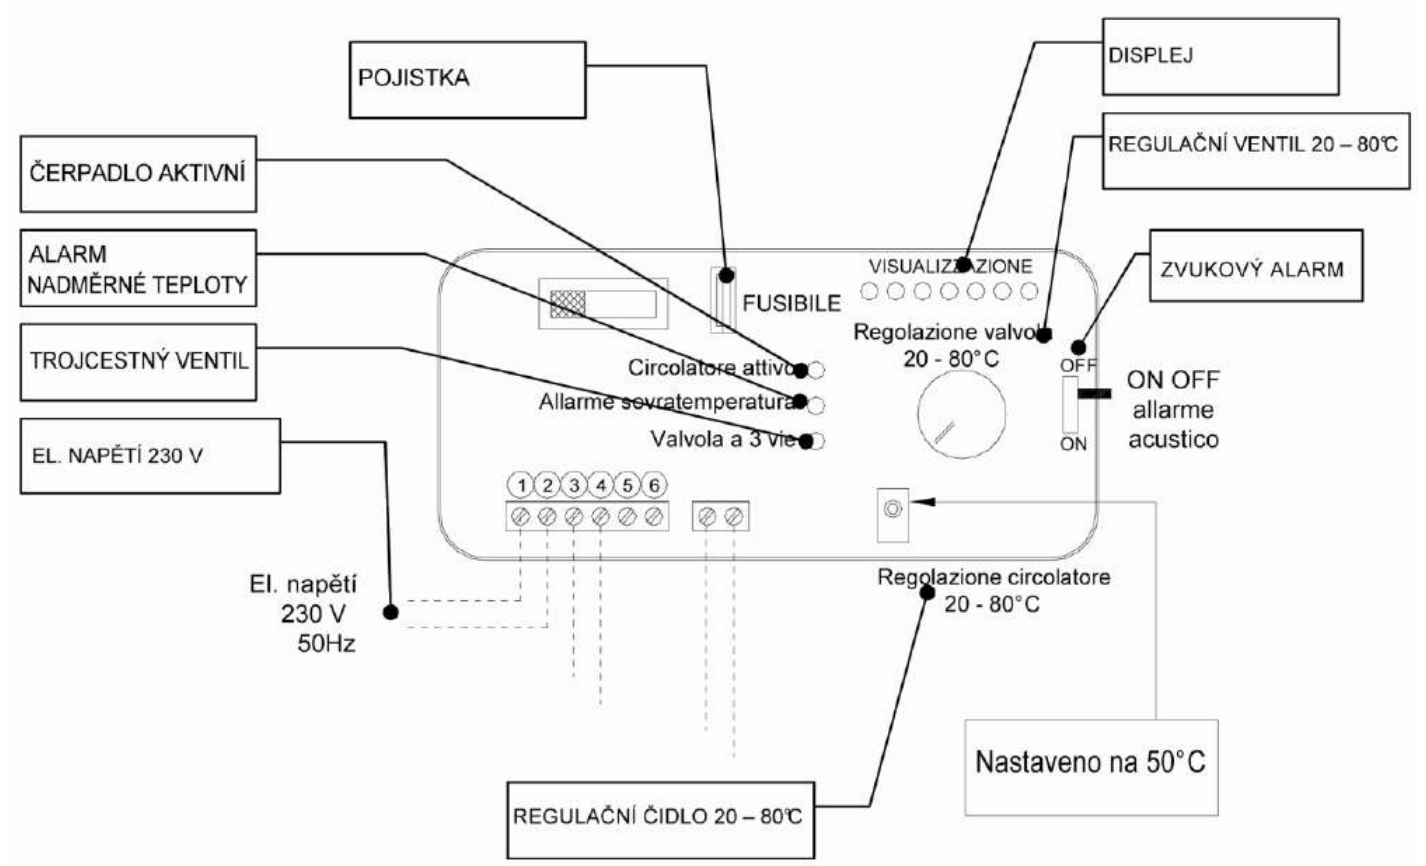 POJISTKA
DISPLEJ
REGULAČNÍ VENTIL 20 – 80°C
ČERPADLO AKTIVNÍ
ALARM
NADMĚRNÉ TEPLOTY
ZVUKOVÝ ALARM
VISUALIZZAZIONE
FUSIBILE
Regolazione valvola
20 - 80°C
TROJCESTNÝ VENTIL
Circolatore attivo
OFF
ON OFF
allarme
acustico
Allarme sovratemperatura
Valvola a 3 vie
ON
EL. NAPĚTÍ 230 V
1 2 3 4 5 6
El. napětí
230 V
50Hz
Regolazione circolatore
20 - 80°C
Nastaveno na 50°C
REGULAČNÍ ČIDLO 20 – 80°C